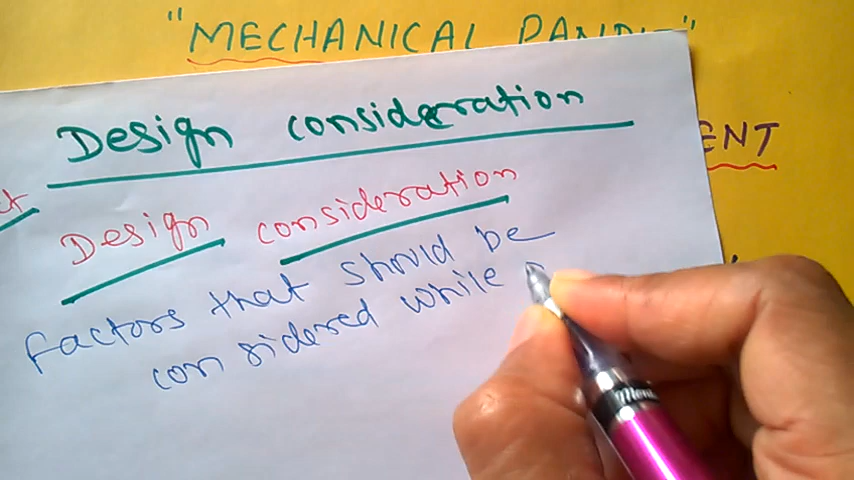 "MECHANICAL
Design consideration
ENT
Design consideration
Factors that should be
considered while